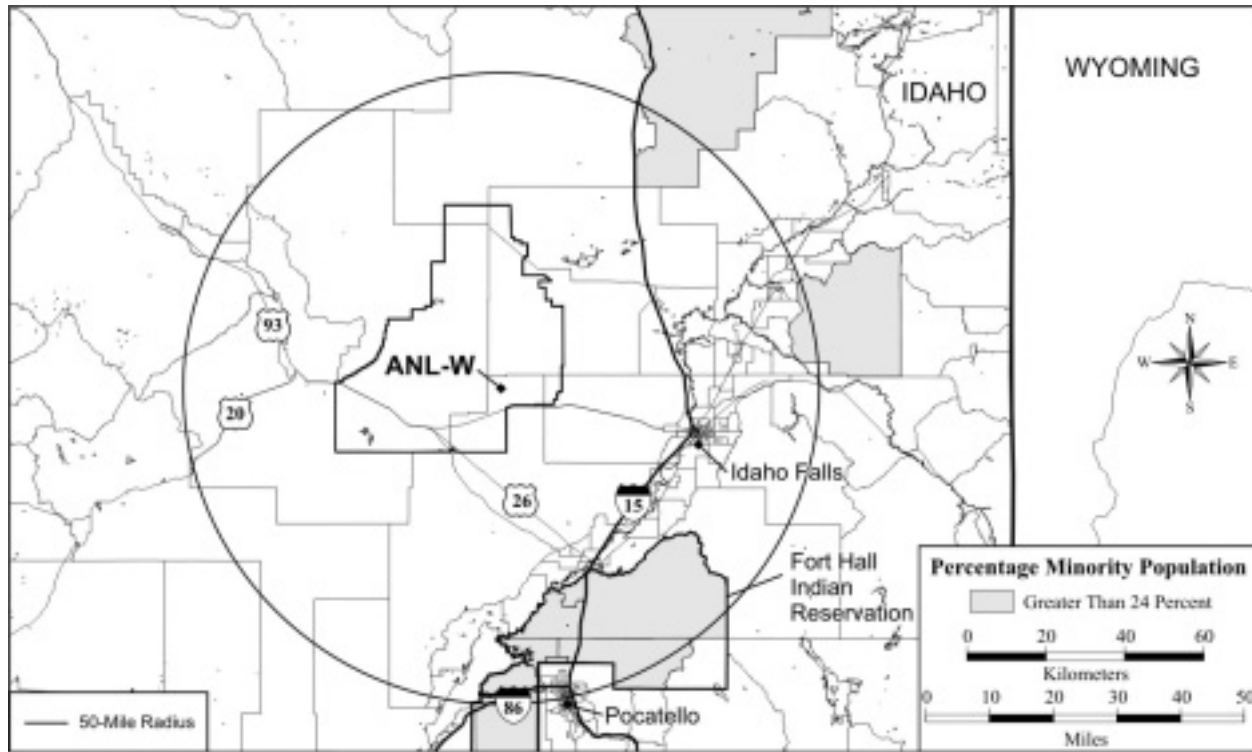 WYOMING
IDAHO
N
W
E
S
93
ANL-W
20
Idaho Falls
26
15
Fort Hall
Indian
Reservation
Percentage Minority Population
Greater Than 24 Percent
0 20 40 60
Kilometers
0 10 20 30 40 50
Miles
50-Mile Radius
86
Pocatello